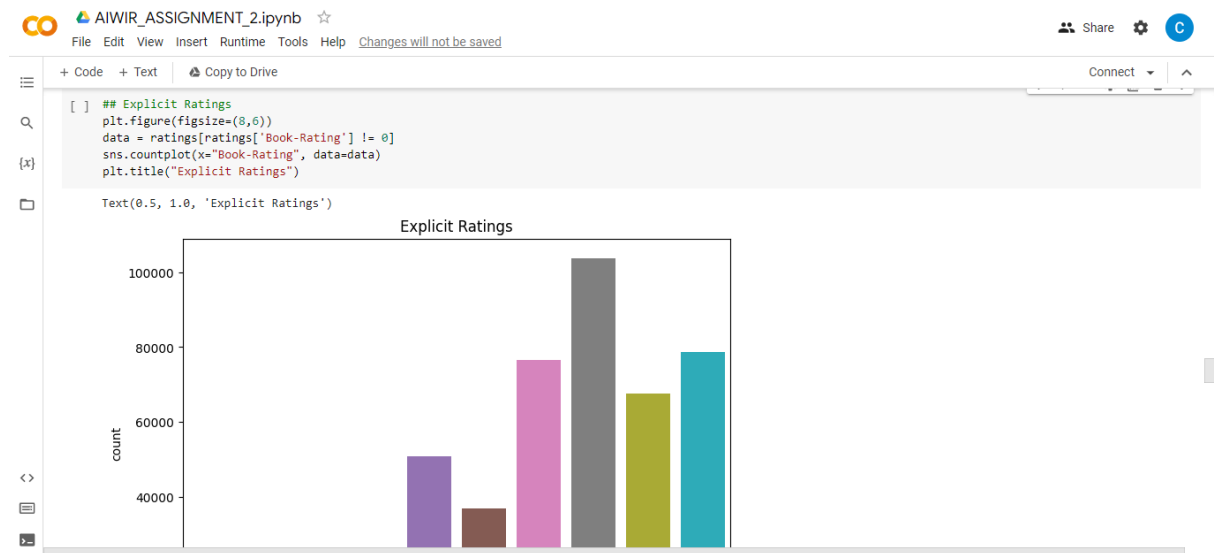 AIWIR_ASSIGNMENT_2.ipynb
Share
C
File Edit View Insert Runtime Tools Help Changes will not be saved
+ Code + Text Copy to Drive
Connect
[ ] ## Explicit Ratings
plt.figure(figsize=(8,6))
data = ratings[ratings['Book-Rating'] != 0]
sns.countplot(x="Book-Rating", data=data)
plt.title("Explicit Ratings")
{x}
Text(0.5, 1.0, 'Explicit Ratings')
Explicit Ratings
100000
80000
60000
40000
count